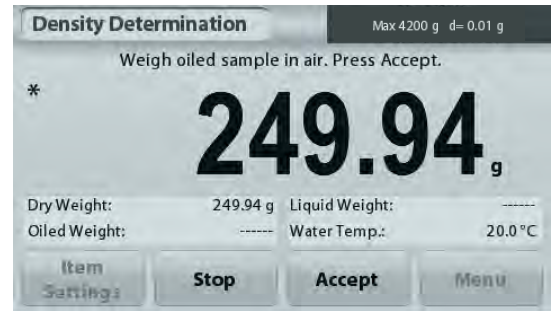 Density Determination
Max 4200 g d= 0.01 g
Weigh oiled sample in air. Press Accept.
*
249.94 g
Dry Weight: 249.94 g Liquid Weight: ------
Oiled Weight: ------ Water Temp.: 20.0 °C
Item Settings Stop Accept Menu